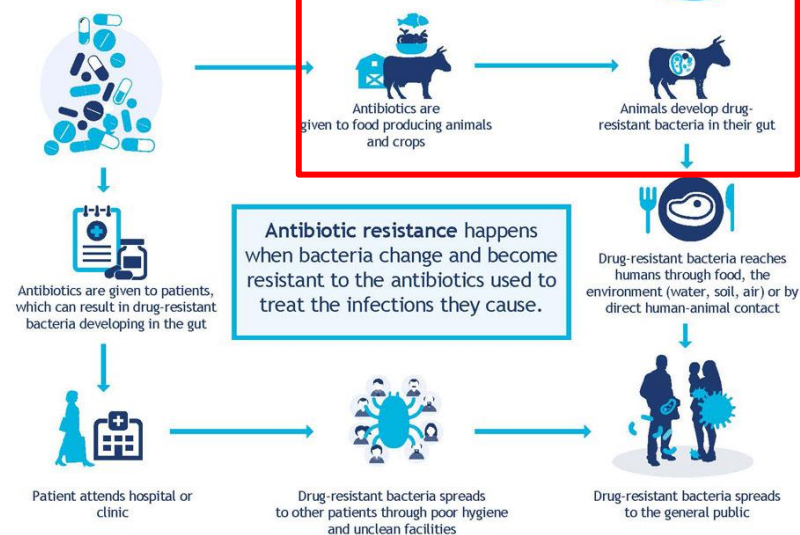 Antibiotics are
given to food producing animals
and crops
Animals develop drug-
resistant bacteria in their gut
Antibiotics are given to patients,
which can result in drug-resistant
bacteria developing in the gut
Antibiotic resistance happens
when bacteria change and become
resistant to the antibiotics used to
treat the infections they cause.
Drug-resistant bacteria reaches
humans through food, the
environment (water, soil, air) or by
direct human-animal contact
Patient attends hospital or
clinic
Drug-resistant bacteria spreads
to other patients through poor hygiene
and unclean facilities
Drug-resistant bacteria spreads
to the general public